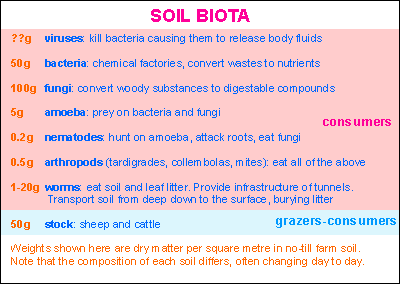 SOIL BIOTA
??g viruses: kill bacteria causing them to release body fluids
50g bacteria: chemical factories, convert wastes to nutrients
100g fungi: convert woody substances to digestable compounds
5g amoeba: prey on bacteria and fungi
consumers
0.2g nematodes: hunt on amoeba, attack roots, eat fungi
0.5g arthropods (tardigrades, collembolas, mites): eat all of the above
1-20g worms: eat soil and leaf litter. Provide infrastructure of tunnels.
Transport soil from deep down to the surface, burying litter
50g stock: sheep and cattle grazers-consumers
Weights shown here are dry matter per square metre in no-till farm soil.
Note that the composition of each soil differs, often changing day to day.